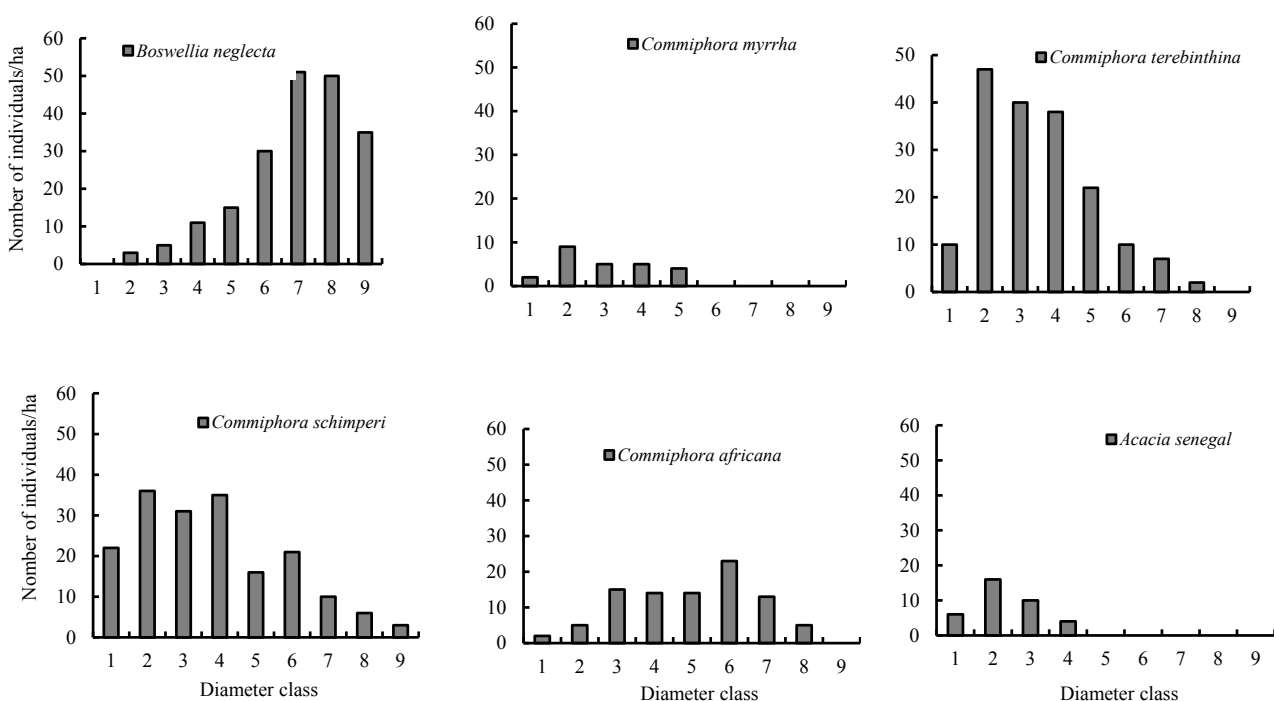 Boswellia neglecta
Nomber of individuals/ha
60
50
40
30
20
10
0
1 2 3 4 5 6 7 8 9
Commiphora myrrha
60
50
40
30
20
10
0
1 2 3 4 5 6 7 8 9
Commiphora terebinthina
50
40
30
20
10
0
1 2 3 4 5 6 7 8 9
Commiphora schimperi
Nomber of individuals/ha
60
50
40
30
20
10
0
1 2 3 4 5 6 7 8 9
Diameter class
Commiphora africana
60
50
40
30
20
10
0
1 2 3 4 5 6 7 8 9
Diameter class
Acacia senegal
60
50
40
30
20
10
0
1 2 3 4 5 6 7 8 9
Diameter class